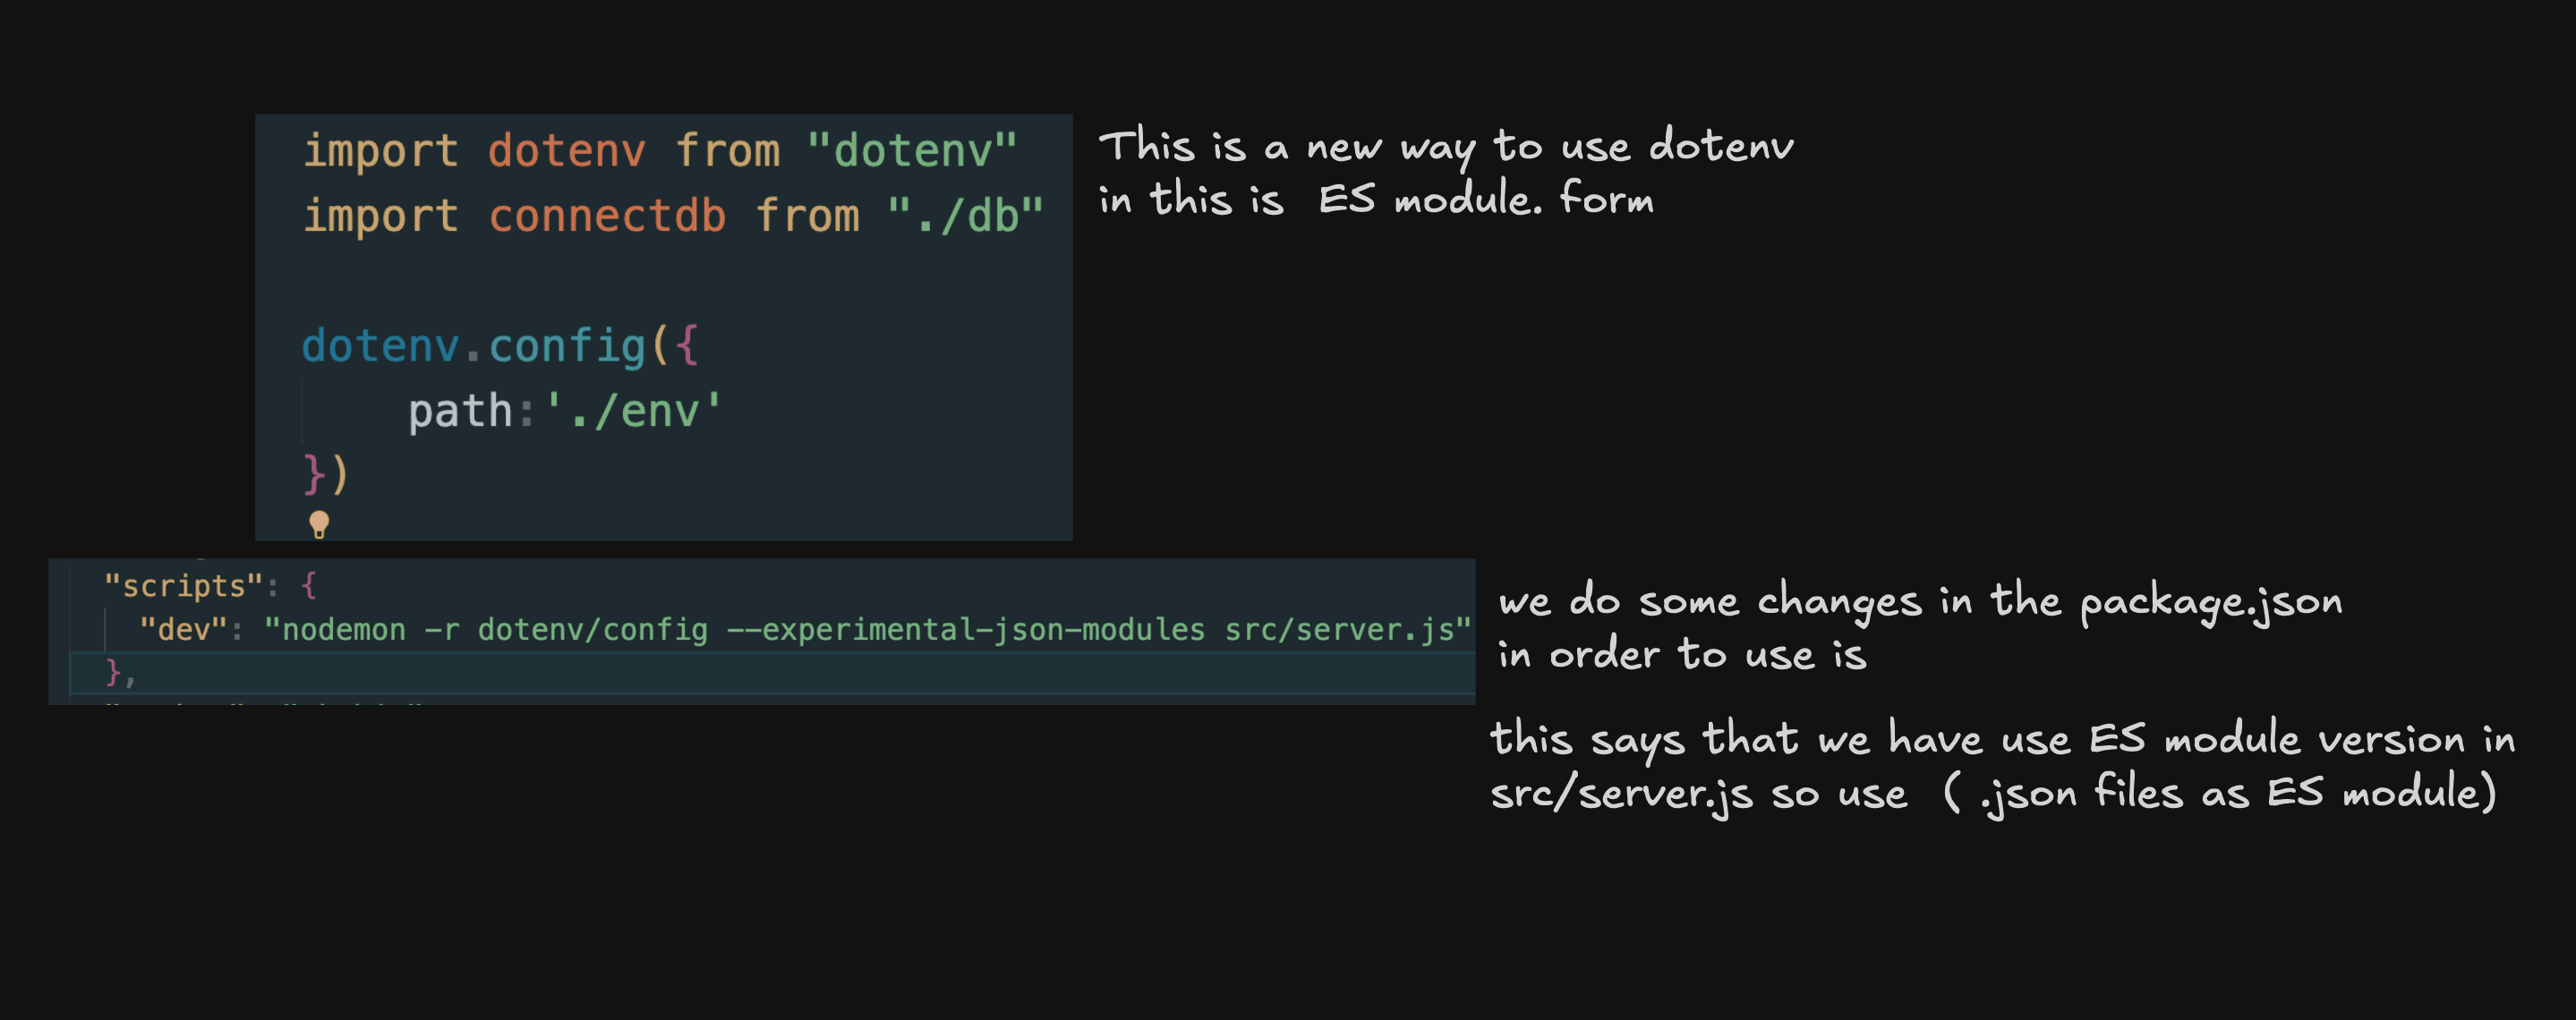 import dotenv from "dotenv"
import connectdb from "./db"
dotenv.config({
path:'./env'
})
This is a new way to use dotenv
in this is ES module. form
"scripts": {
"dev": "nodemon -r dotenv/config --experimental-json-modules src/server.js"
},
we do some changes in the package.json
in order to use is
this says that we have use ES module version in
src/server.js so use ( .json files as ES module)